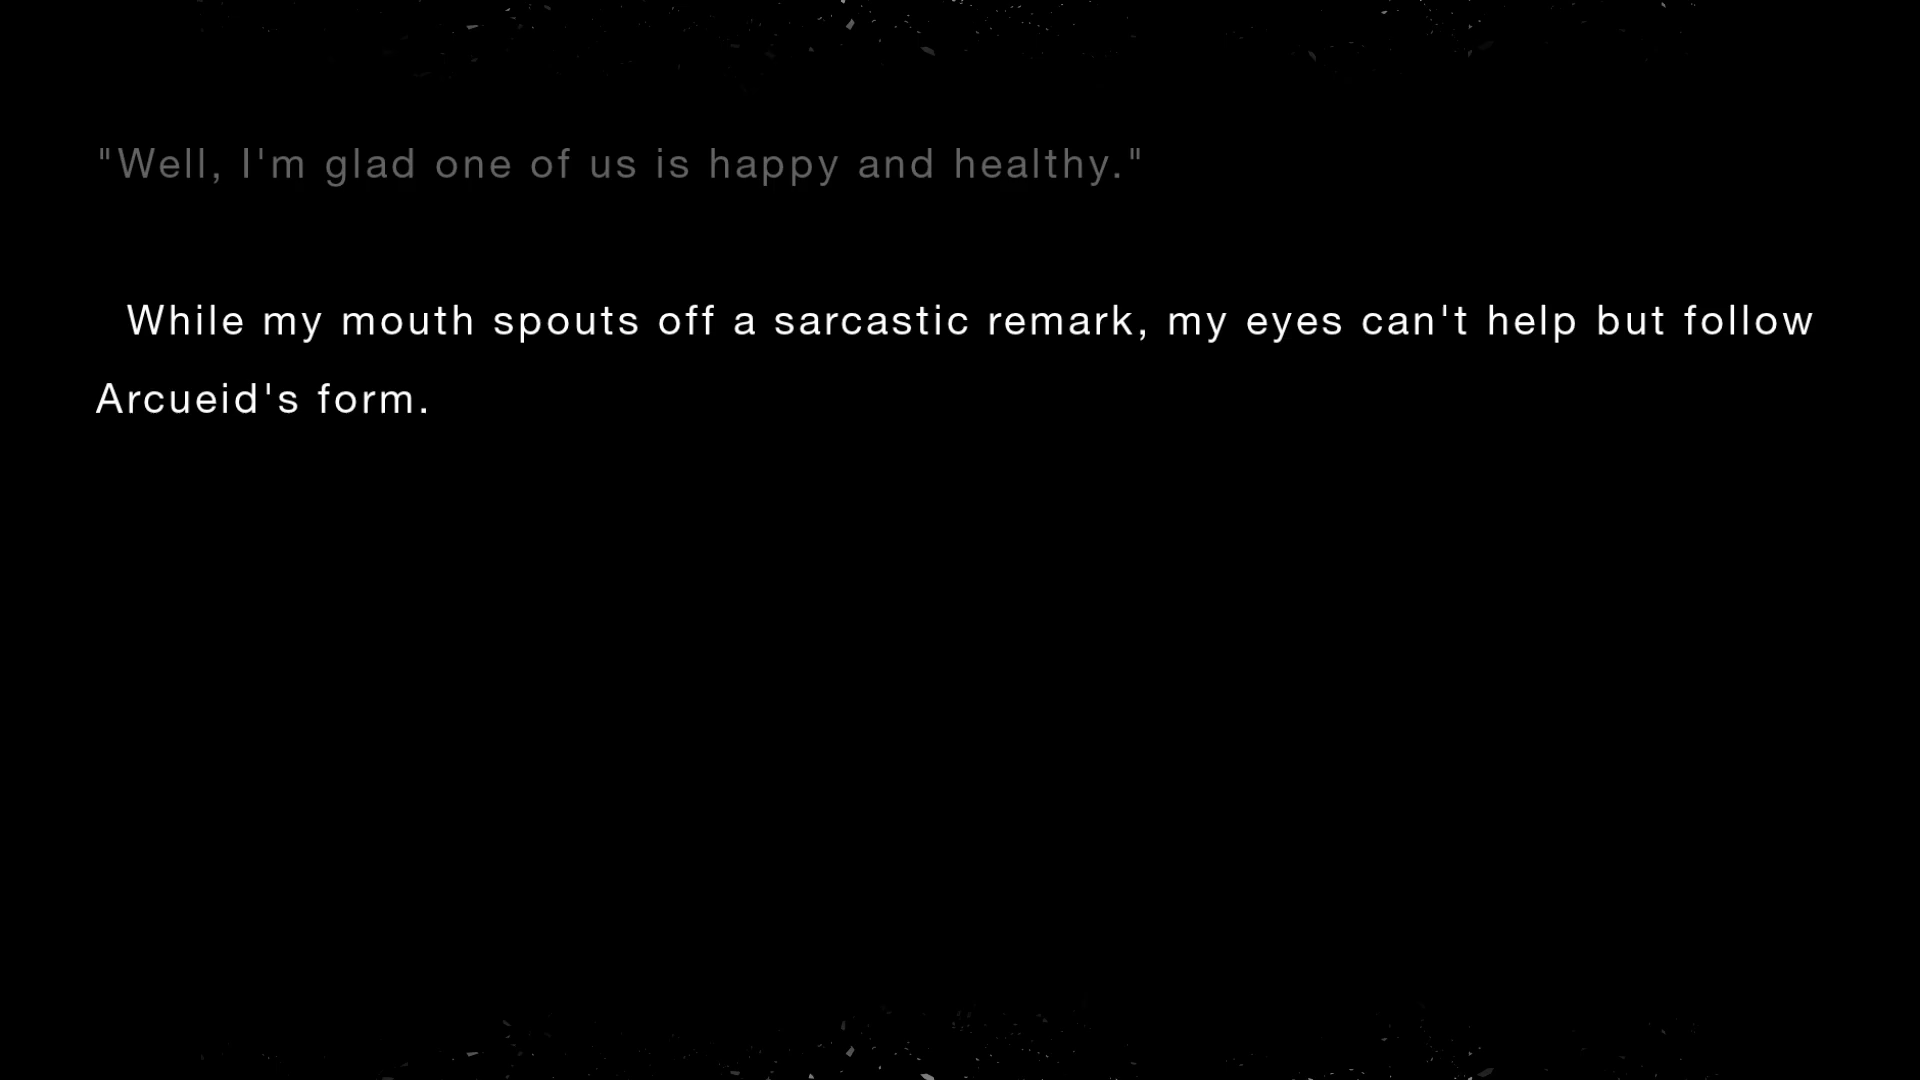 "Well, I'm glad one of us is happy and healthy."
While my mouth spouts off a sarcastic remark, my eyes can't help but follow
Arcueid's form.